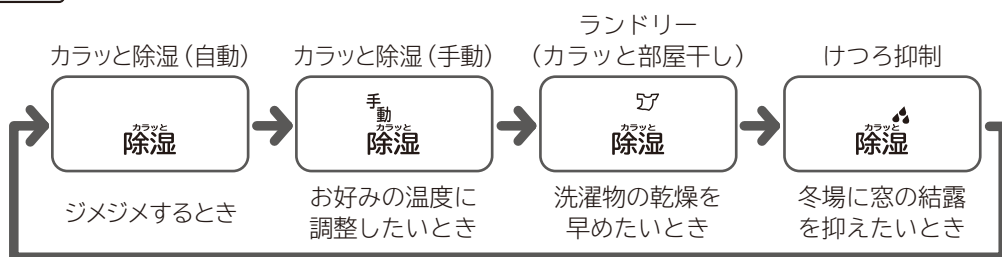 カラッと除湿（自動）
カラッと除湿（手動）
ランドリー
（カラッと部屋干し）
けつろ抑制
カラッと
除湿
手動
カラッと
除湿
カラッと
除湿
カラッと
除湿
ジメジメするとき
お好みの温度に
調整したいとき
洗濯物の乾燥を
早めたいとき
冬場に窓の結露
を抑えたいとき